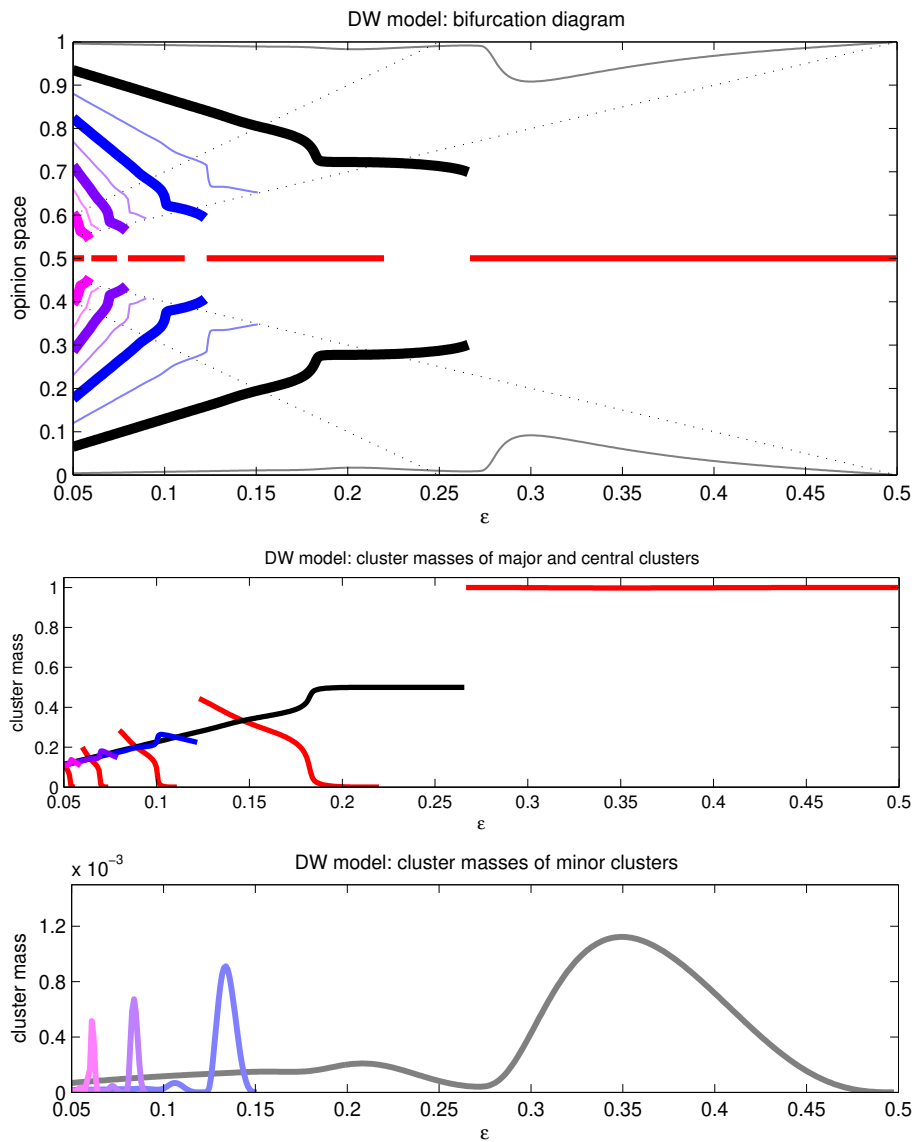 DW model: bifurcation diagram
opinion space
1
0.9
0.8
0.7
0.6
0.5
0.4
0.3
0.2
0.1
0
0.05 0.1 0.15 0.2 0.25 0.3 0.35 0.4 0.45 0.5
ε
DW model: cluster masses of major and central clusters
cluster mass
1
0.8
0.6
0.4
0.2
0
0.05 0.1 0.15 0.2 0.25 0.3 0.35 0.4 0.45 0.5
ε
x 10⁻³
DW model: cluster masses of minor clusters
cluster mass
1.2
0.8
0.4
0
0.05 0.1 0.15 0.2 0.25 0.3 0.35 0.4 0.45 0.5
ε